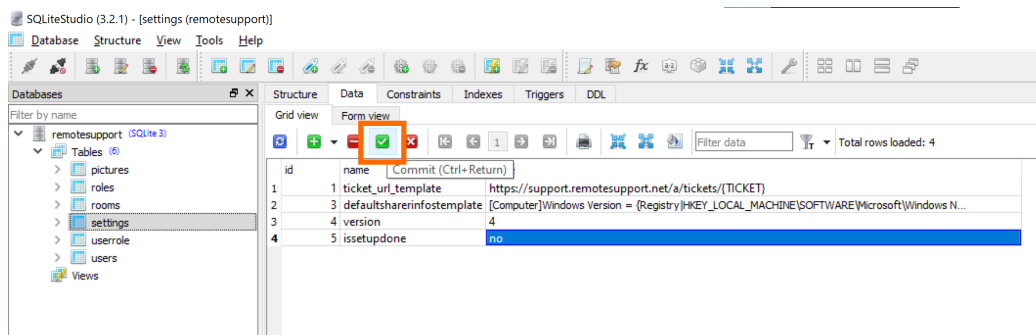 SQLiteStudio (3.2.1) - [settings (remotesupport)]
Database Structure View Tools Help
Databases
Filter by name
remotesupport (SQLite 3)
Tables (6)
pictures
roles
rooms
settings
userrole
users
Views
Structure Data Constraints Indexes Triggers DDL
Grid view Form view
1 Filter data Total rows loaded: 4
id name
Commit (Ctrl+Return)
1 1 ticket_url_template https://support.remotesupport.net/a/tickets/{TICKET}
2 3 defaultsharerinfostemplate [Computer]Windows Version = {Registry|HKEY_LOCAL_MACHINE\SOFTWARE\Microsoft\Windows N...
3 4 version 4
4 5 issetupdone no